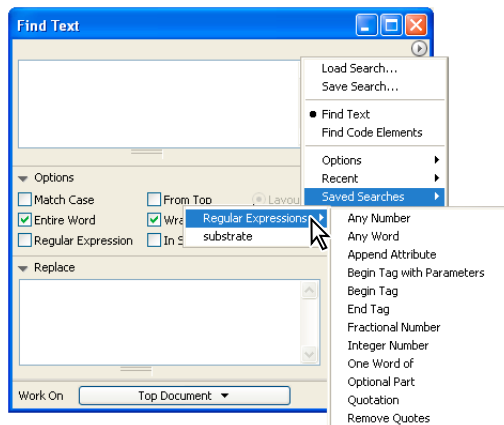 Find Text
Load Search...
Save Search...
Find Text
Find Code Elements
Options
Recent
Saved Searches
Options
Match Case
From Top
Layou
Entire Word
Wra
Regular Expression
In S
Regular Expressions
substrate
Any Number
Any Word
Append Attribute
Begin Tag with Parameters
Begin Tag
End Tag
Fractional Number
Integer Number
One Word of
Optional Part
Quotation
Remove Quotes
Replace
Work On
Top Document